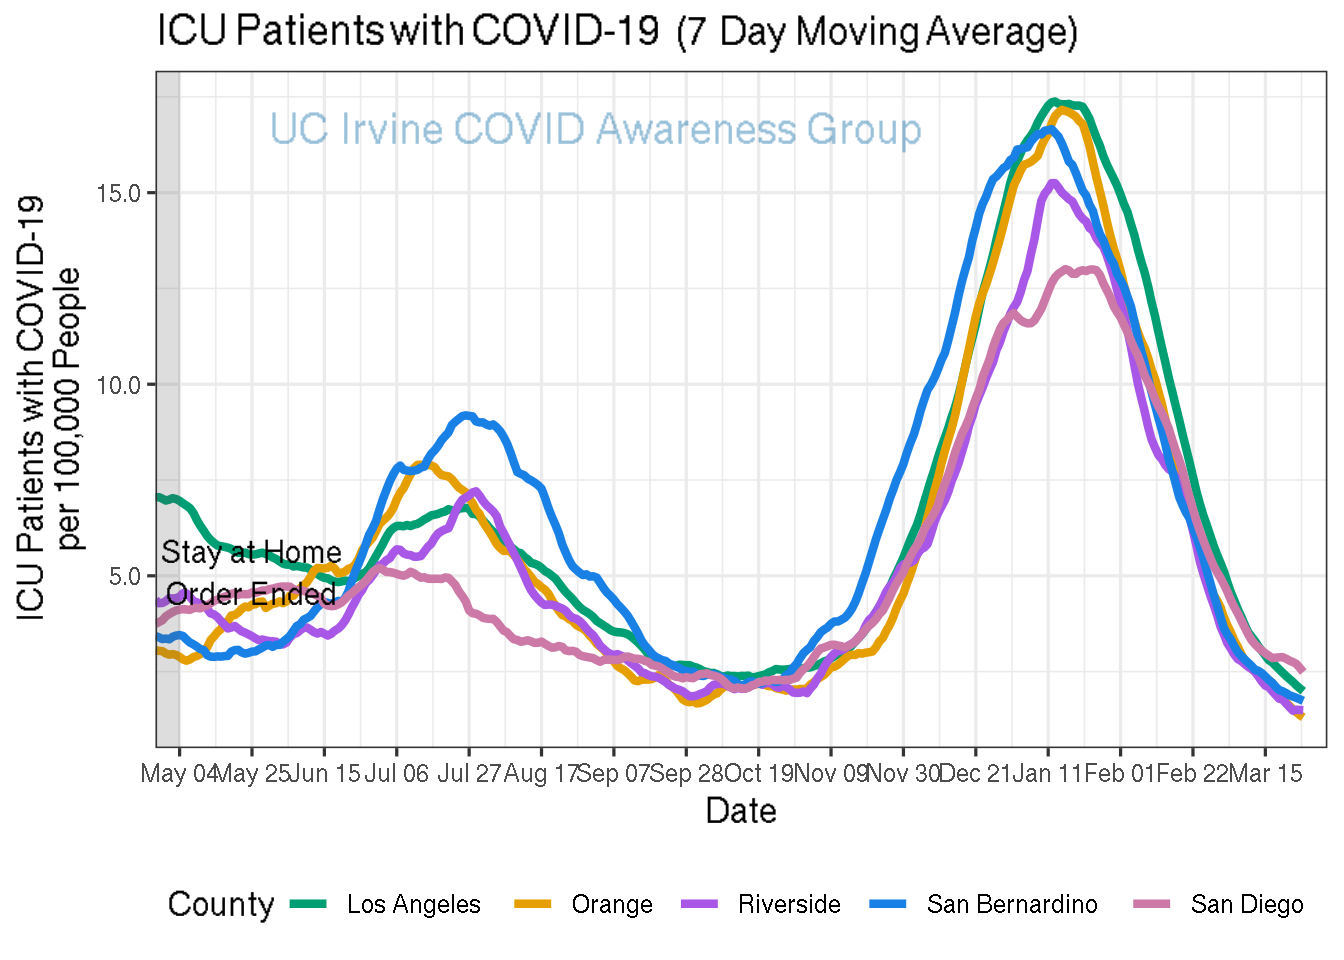 ICU Patients with COVID-19 (7 Day Moving Average)
UC Irvine COVID Awareness Group
ICU Patients with COVID-19
per 100,000 People
15.0
10.0
5.0
Stay at Home
Order Ended
May 04 May 25 Jun 15 Jul 06 Jul 27 Aug 17 Sep 07 Sep 28 Oct 19 Nov 09 Nov 30 Dec 21 Jan 11 Feb 01 Feb 22 Mar 15
Date
County Los Angeles Orange Riverside San Bernardino San Diego